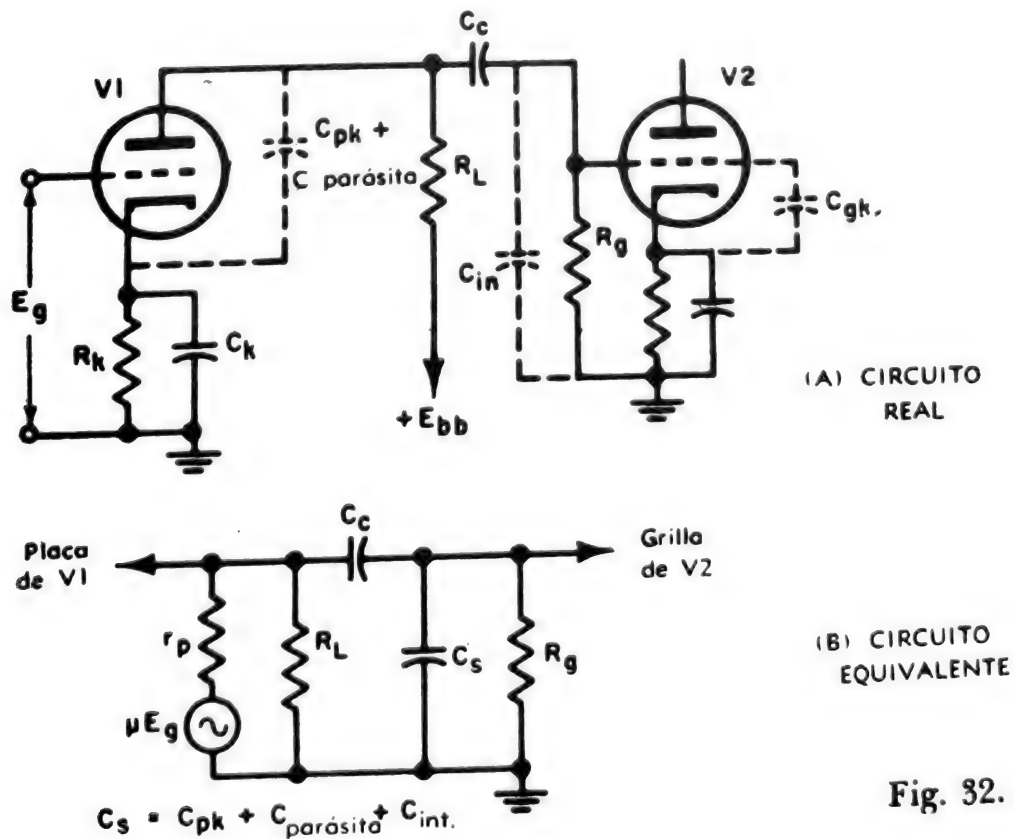 Cc
V1
V2
Cpk +
C parásita
RL
Cgk.
Rg
Cin
Eg
Rk
Ck
+Ebb
(A) CIRCUITO
REAL
Cc
Placa
de V1
Grilla
de V2
rp
RL
Cs
Rg
(B) CIRCUITO
EQUIVALENTE
µEg
Cs = Cpk + Cparásita + Cint.
Fig. 32.